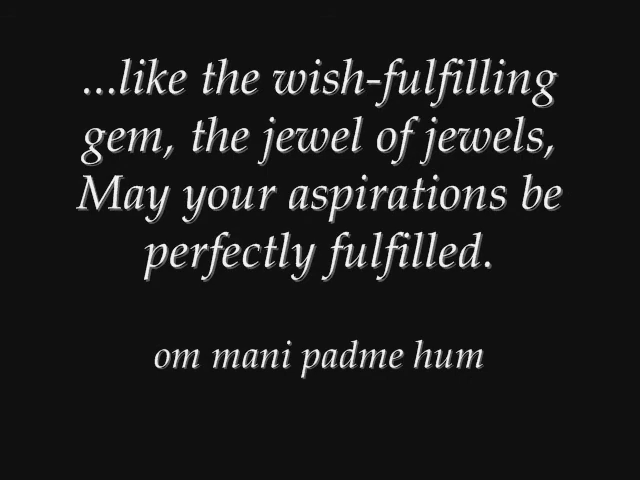 ...like the wish-fulfilling
gem, the jewel of jewels,
May your aspirations be
perfectly fulfilled.
om mani padme hum